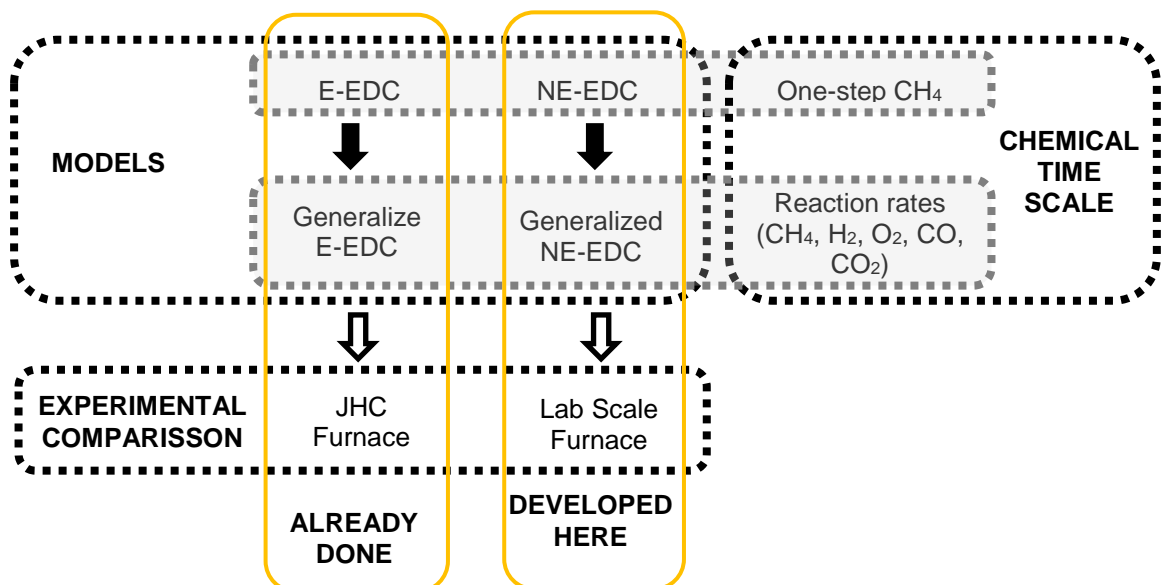 E-EDC
NE-EDC
One-step CH₄
MODELS
CHEMICAL
TIME
SCALE
Generalize
E-EDC
Generalized
NE-EDC
Reaction rates
(CH₄, H₂, O₂, CO,
CO₂)
EXPERIMENTAL
COMPARISSON
JHC
Furnace
Lab Scale
Furnace
ALREADY
DONE
DEVELOPED
HERE